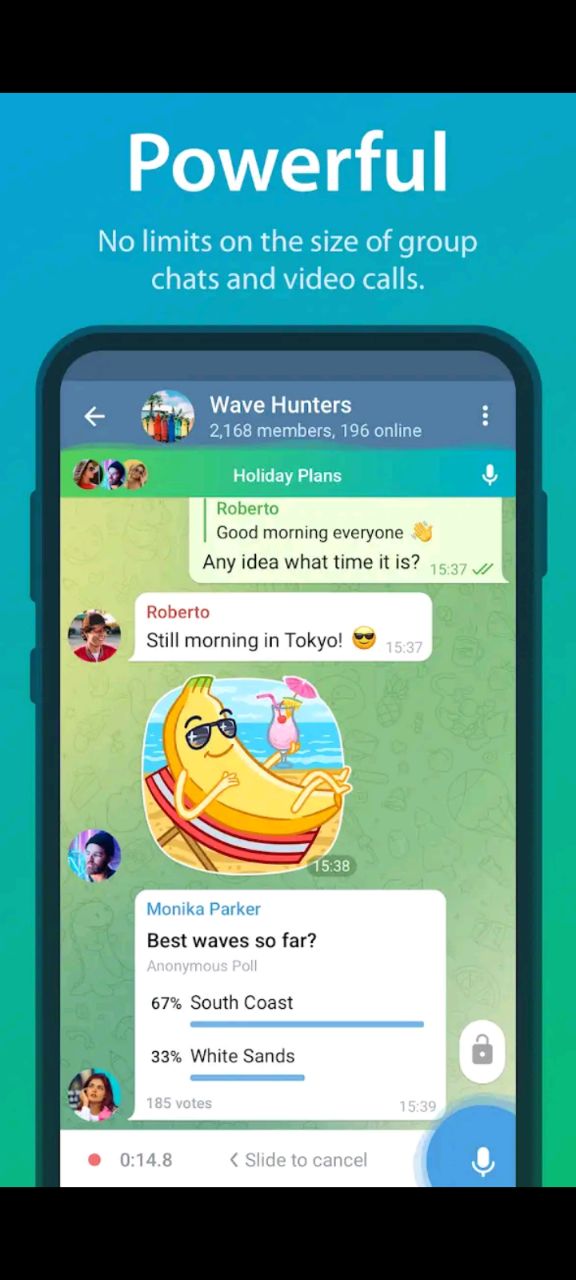 Powerful
No limits on the size of group
chats and video calls.
Wave Hunters
2,168 members, 196 online
Holiday Plans
Roberto
Good morning everyone 👋
Any idea what time it is? 15:37
Roberto
Still morning in Tokyo! 😎 15:37
15:38
Monika Parker
Best waves so far?
Anonymous Poll
67% South Coast
33% White Sands
185 votes 15:39
0:14.8 Slide to cancel